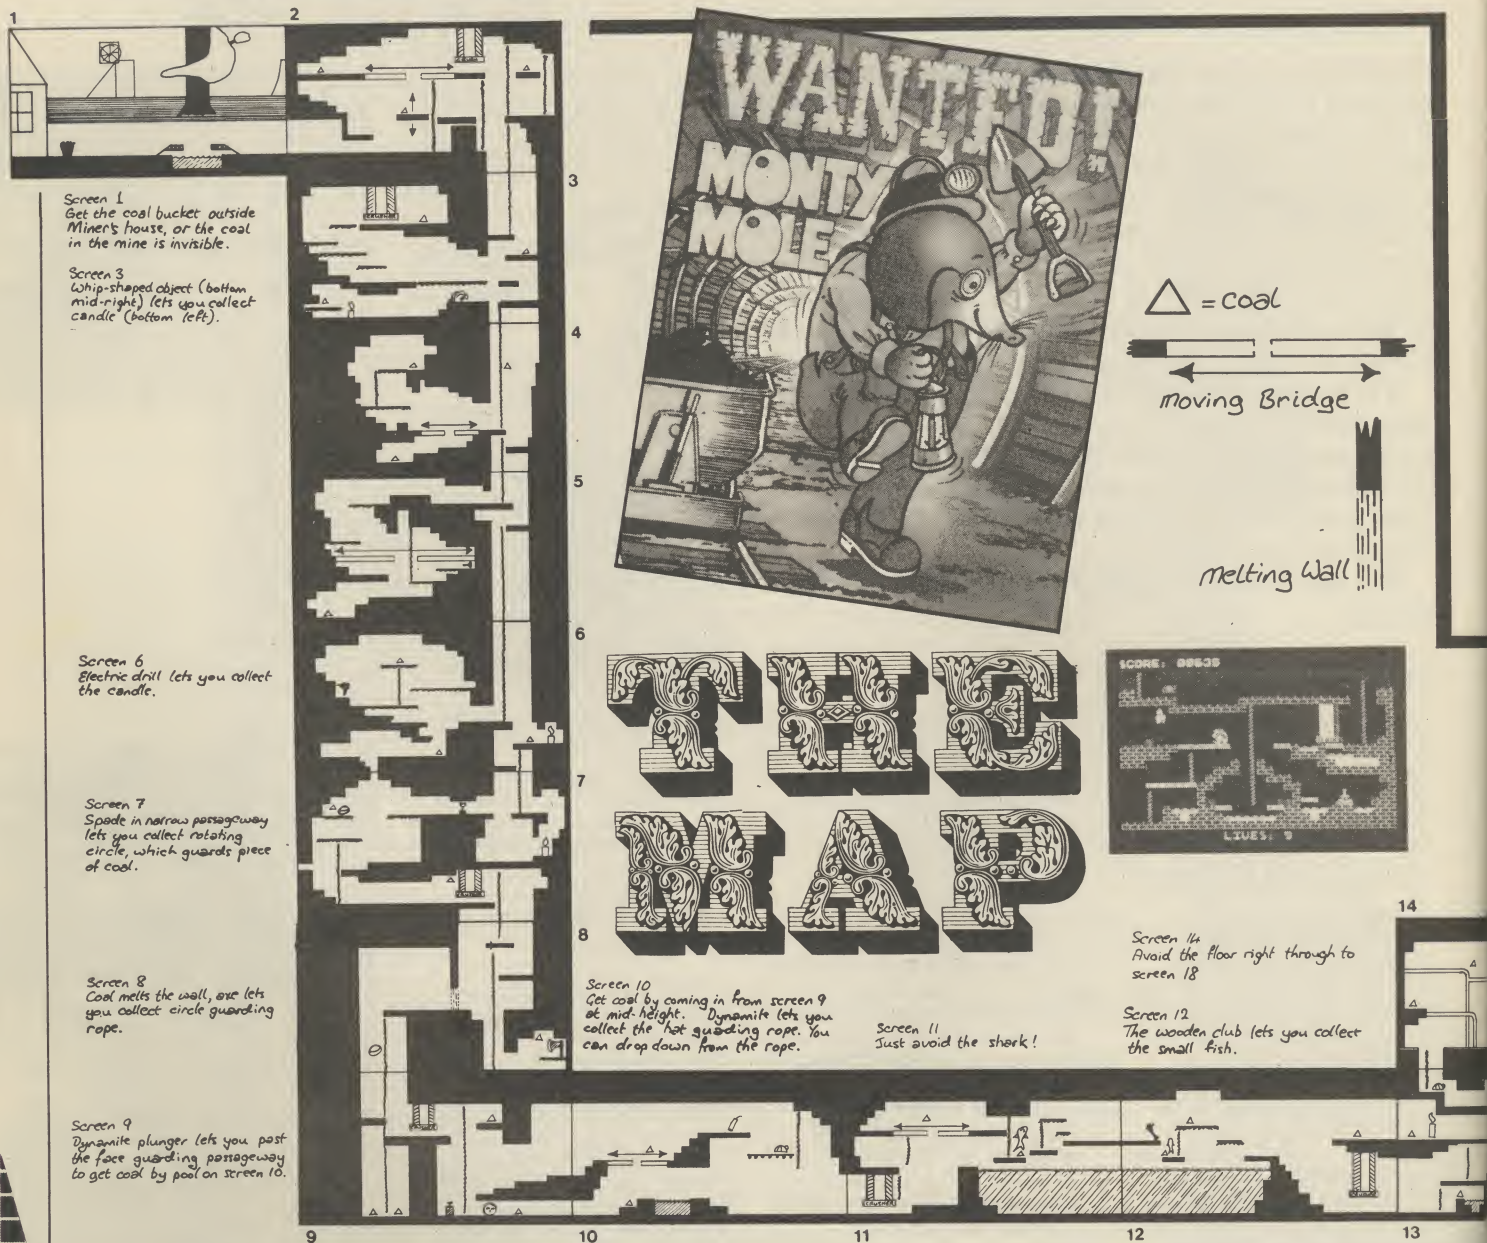 1
2
Screen 1
Get the coal bucket outside
Miner's house, or the coal
in the mine is invisible.
Screen 3
Whip-shaped object (bottom
mid-right) lets you collect
candle (bottom left).
3
4
5
6
Screen 6
Electric drill lets you collect
the candle.
7
Screen 7
Spade in narrow passageway
lets you collect rotating
circle, which guards piece
of coal.
8
Screen 8
Coal melts the wall, axe lets
you collect circle guarding
rope.
Screen 9
Dynamite plunger lets you past
the face guarding passageway
to get coal by pool on screen 10.
WANTED!
MONTY
MOLE
△ = coal
Moving Bridge
Melting Wall
THE
MAP
SCORE: 00635
LIVES: 9
Screen 10
Get coal by coming in from screen 9
at mid-height. Dynamite lets you
collect the hat guarding rope. You
can drop down from the rope.
Screen 11
Just avoid the shark!
Screen 14
Avoid the floor right through to
screen 18
Screen 12
The wooden club lets you collect
the small fish.
14
CRUSHER
9
10
11
12
13